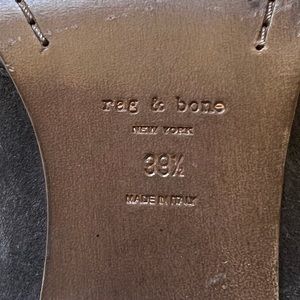 rag & bone
NEW YORK
39½
MADE IN ITALY